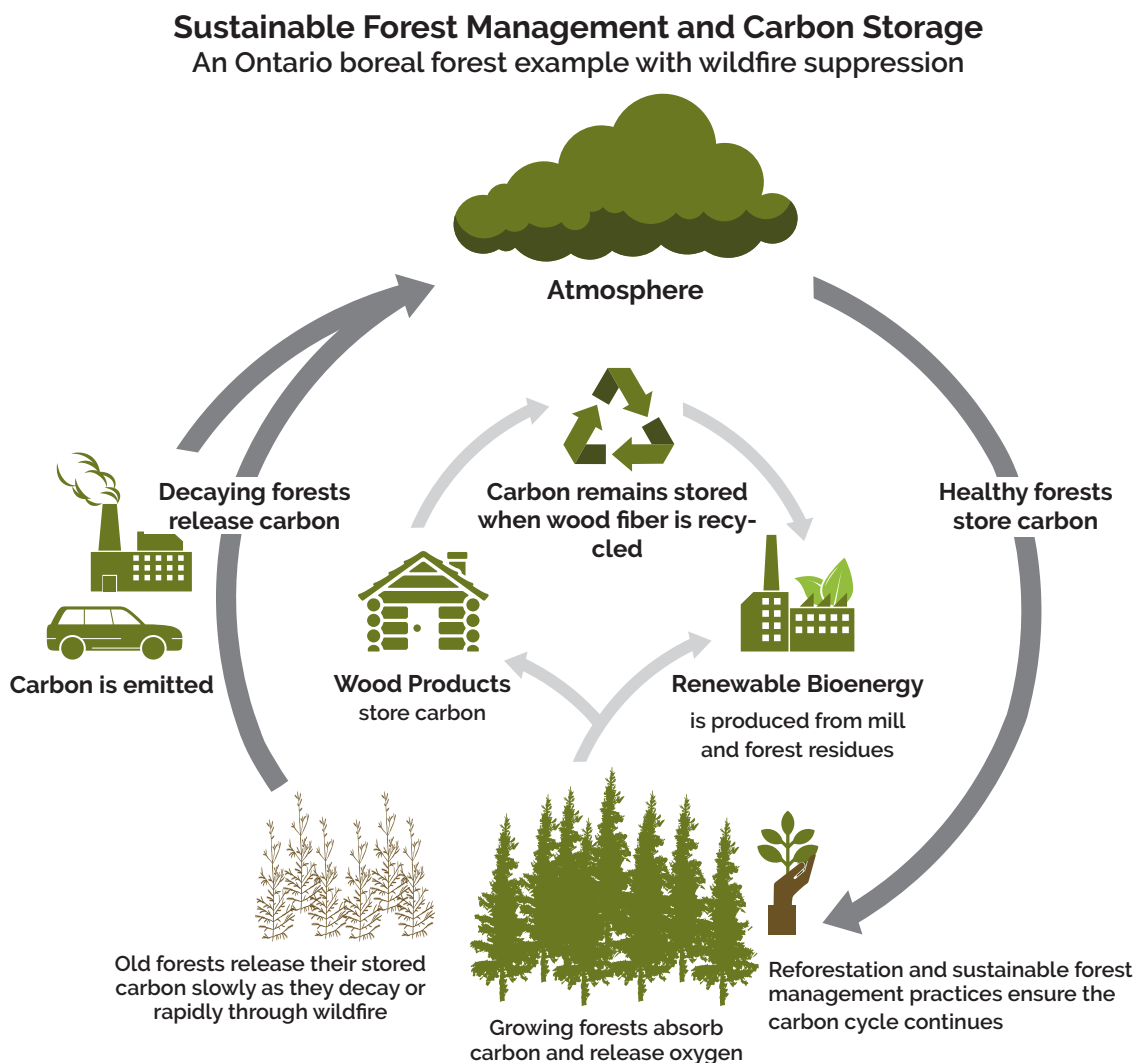 Sustainable Forest Management and Carbon Storage
An Ontario boreal forest example with wildfire suppression
Atmosphere
Decaying forests
release carbon
Carbon remains stored
when wood fiber is recy-
cled
Healthy forests
store carbon
Carbon is emitted
Wood Products
store carbon
Renewable Bioenergy
is produced from mill
and forest residues
Old forests release their stored
carbon slowly as they decay or
rapidly through wildfire
Growing forests absorb
carbon and release oxygen
Reforestation and sustainable forest
management practices ensure the
carbon cycle continues